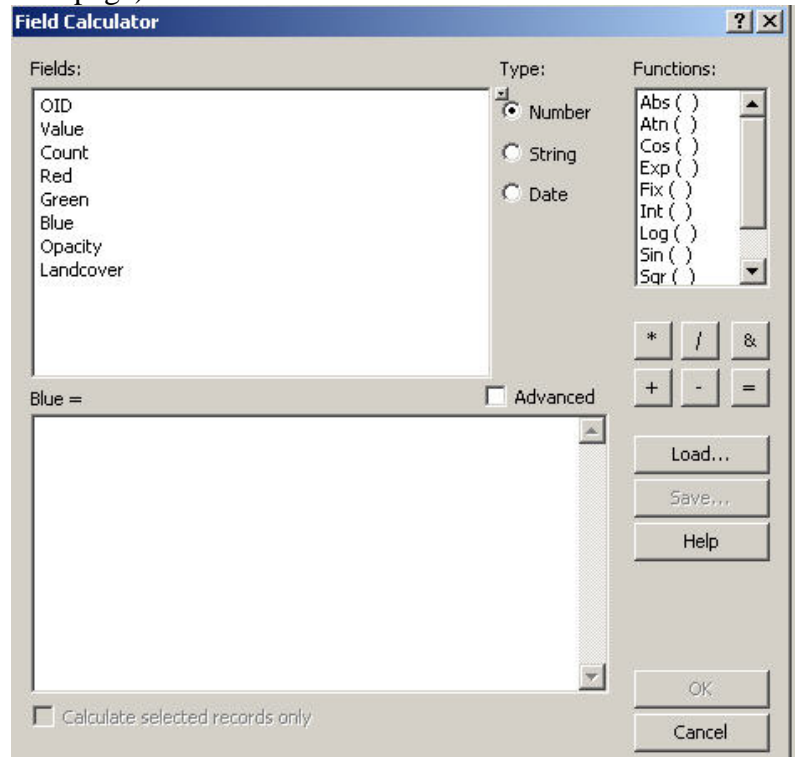 Field Calculator
Fields:
Type:
Functions:
OID
Value
Count
Red
Green
Blue
Opacity
Landcover
Number
String
Date
Abs ( )
Atn ( )
Cos ( )
Exp ( )
Fix ( )
Int ( )
Log ( )
Sin ( )
Sqr ( )
* / &
+ - =
Blue =
Advanced
Load...
Save...
Help
Calculate selected records only
OK
Cancel